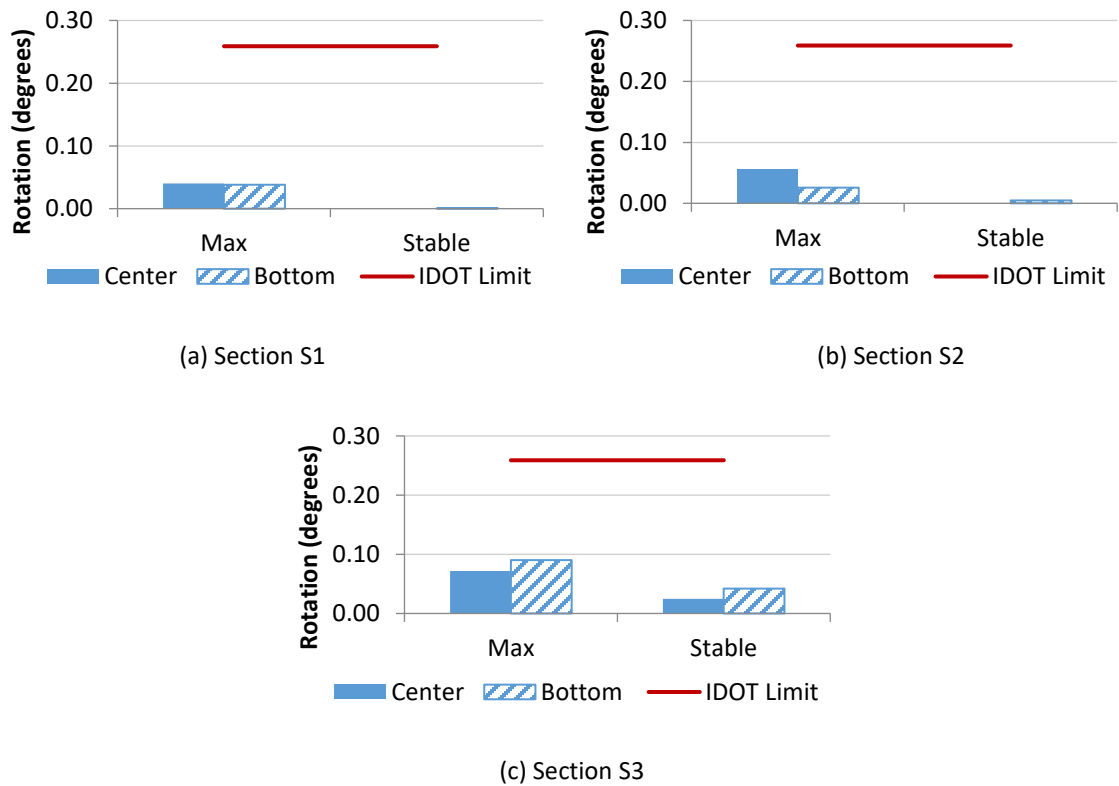 0.30
0.20
0.10
0.00
Rotation (degrees)
Max Stable
Center Bottom IDOT Limit
(a) Section S1
0.30
0.20
0.10
0.00
Rotation (degrees)
Max Stable
Center Bottom IDOT Limit
(b) Section S2
0.30
0.20
0.10
0.00
Rotation (degrees)
Max Stable
Center Bottom IDOT Limit
(c) Section S3